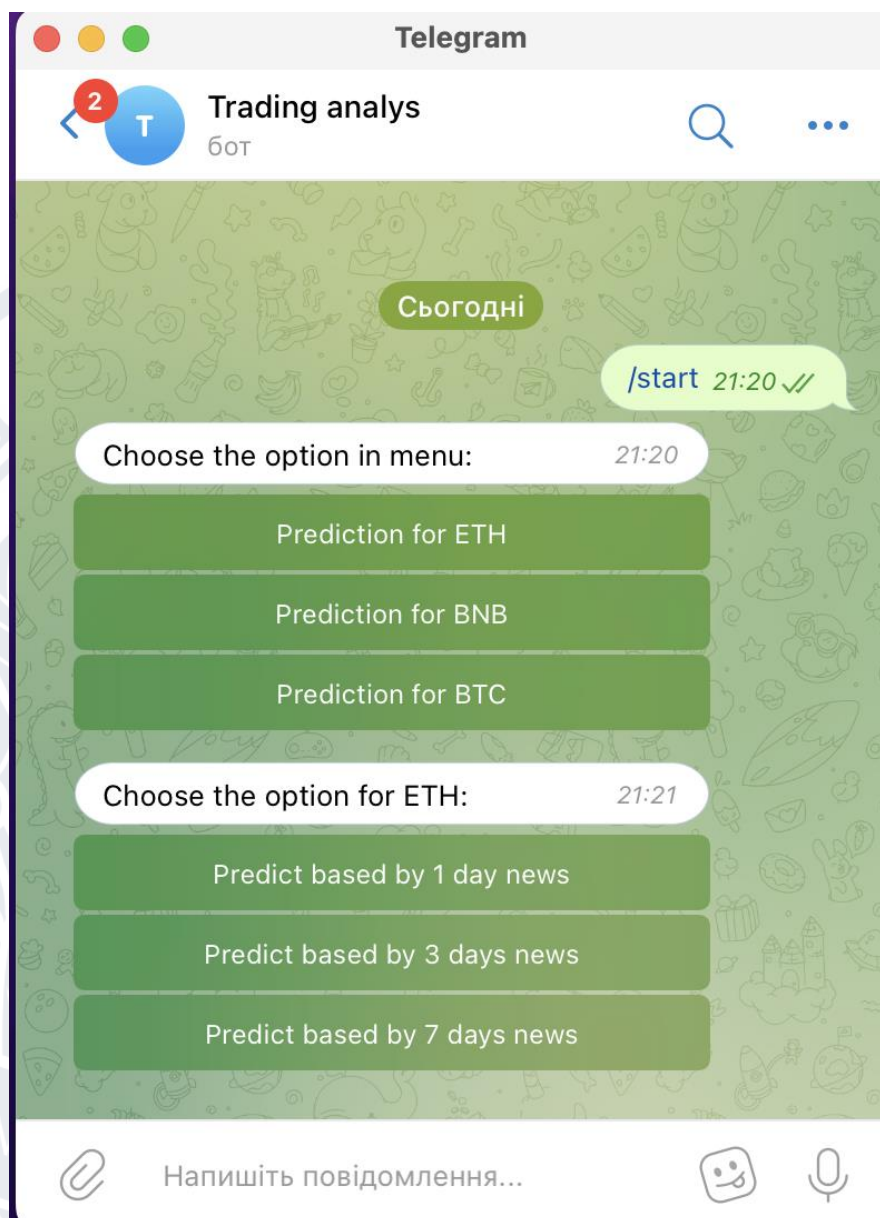 Telegram
2
T
Trading analys
бот
Сьогодні
/start 21:20
Choose the option in menu: 21:20
Prediction for ETH
Prediction for BNB
Prediction for BTC
Choose the option for ETH: 21:21
Predict based by 1 day news
Predict based by 3 days news
Predict based by 7 days news
Напишіть повідомлення...